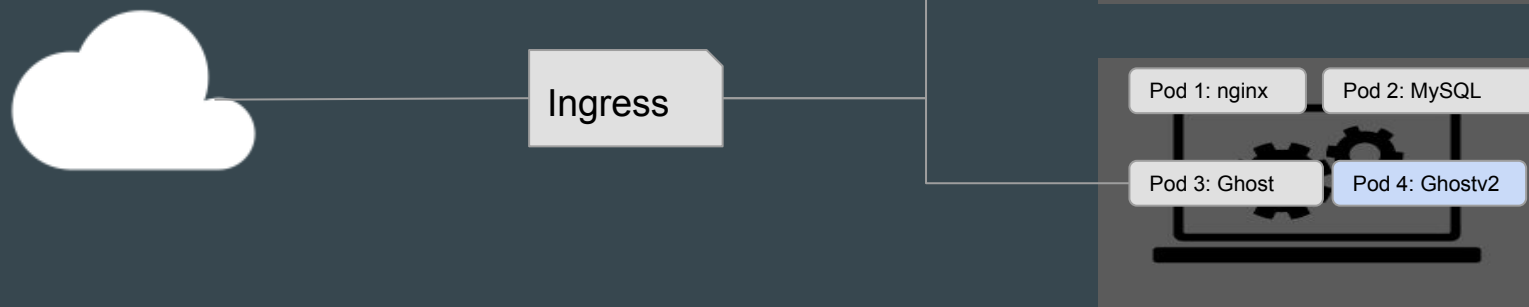 Ingress
Pod 1: nginx
Pod 2: MySQL
Pod 3: Ghost
Pod 4: Ghostv2